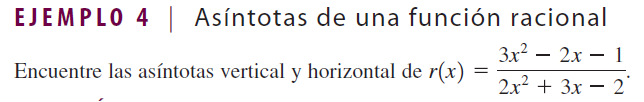 EJEMPLO 4 | Asíntotas de una función racional
Encuentre las asíntotas vertical y horizontal de r(x) = (3x² − 2x − 1)/(2x² + 3x − 2).